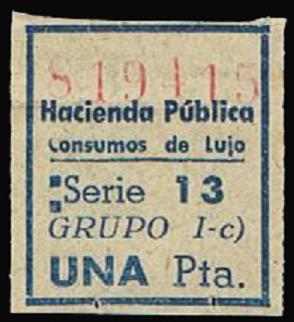 819415
Hacienda Pública
Consumos de Lujo
Serie 13
GRUPO I-c)
UNA Pta.